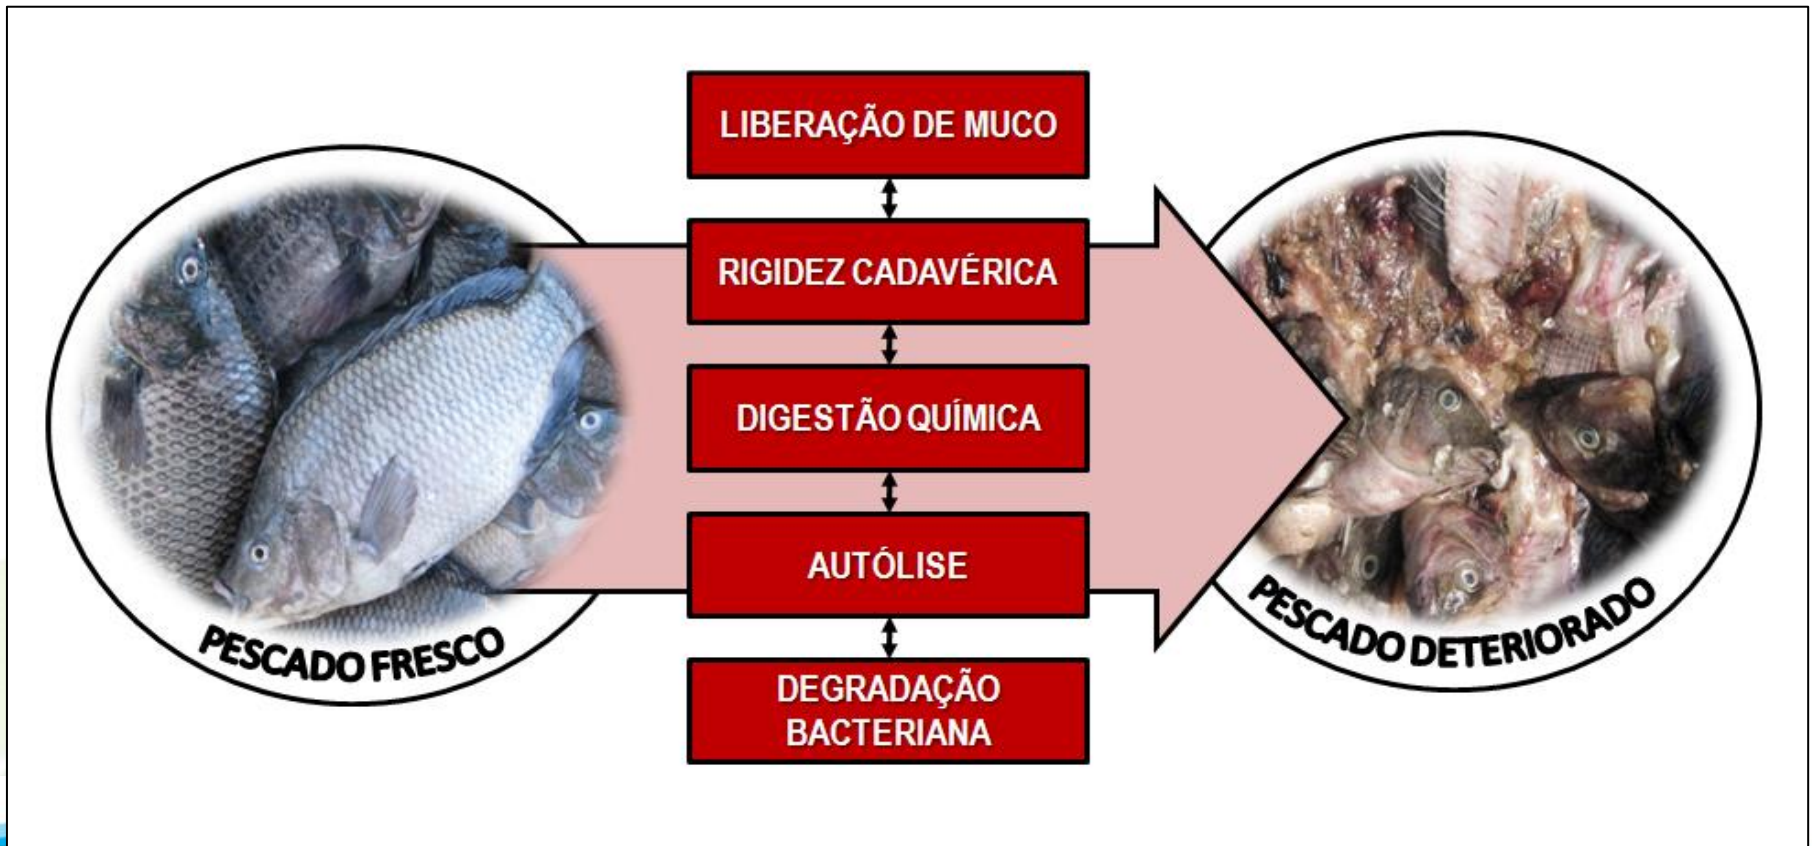 LIBERAÇÃO DE MUCO
RIGIDEZ CADAVÉRICA
DIGESTÃO QUÍMICA
AUTÓLISE
DEGRADAÇÃO
BACTERIANA
PESCADO FRESCO
PESCADO DETERIORADO